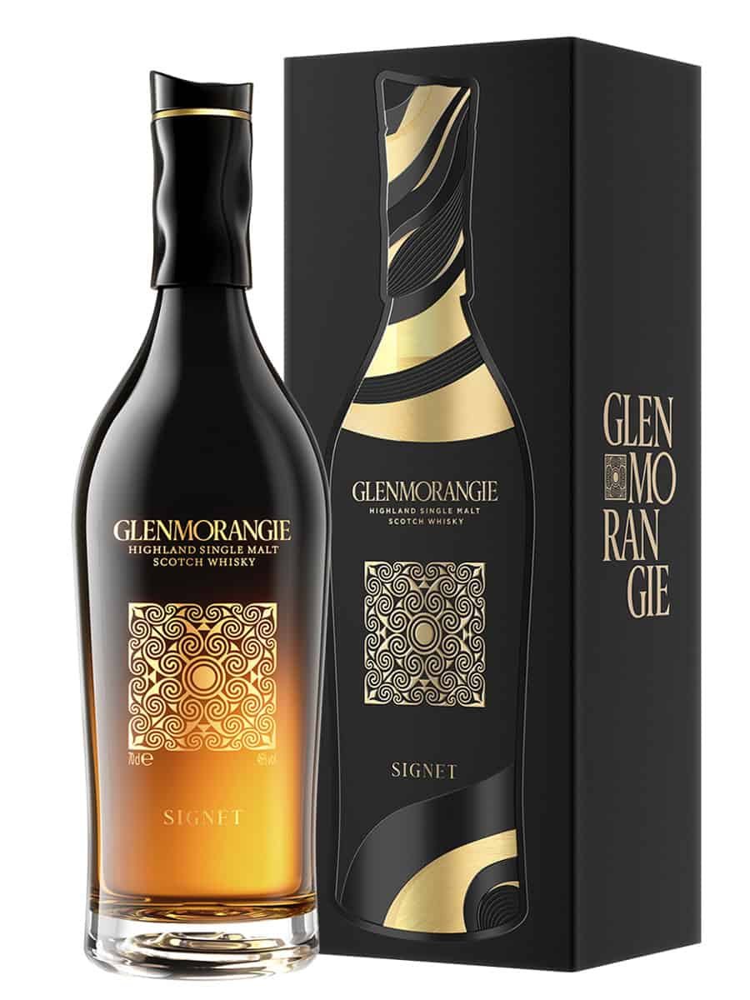 GLENMORANGIE
HIGHLAND SINGLE MALT
SCOTCH WHISKY
70cl e
46% vol
SIGNET
GLENMORANGIE
HIGHLAND SINGLE MALT
SCOTCH WHISKY
SIGNET
GLEN
MO
RAN
GIE